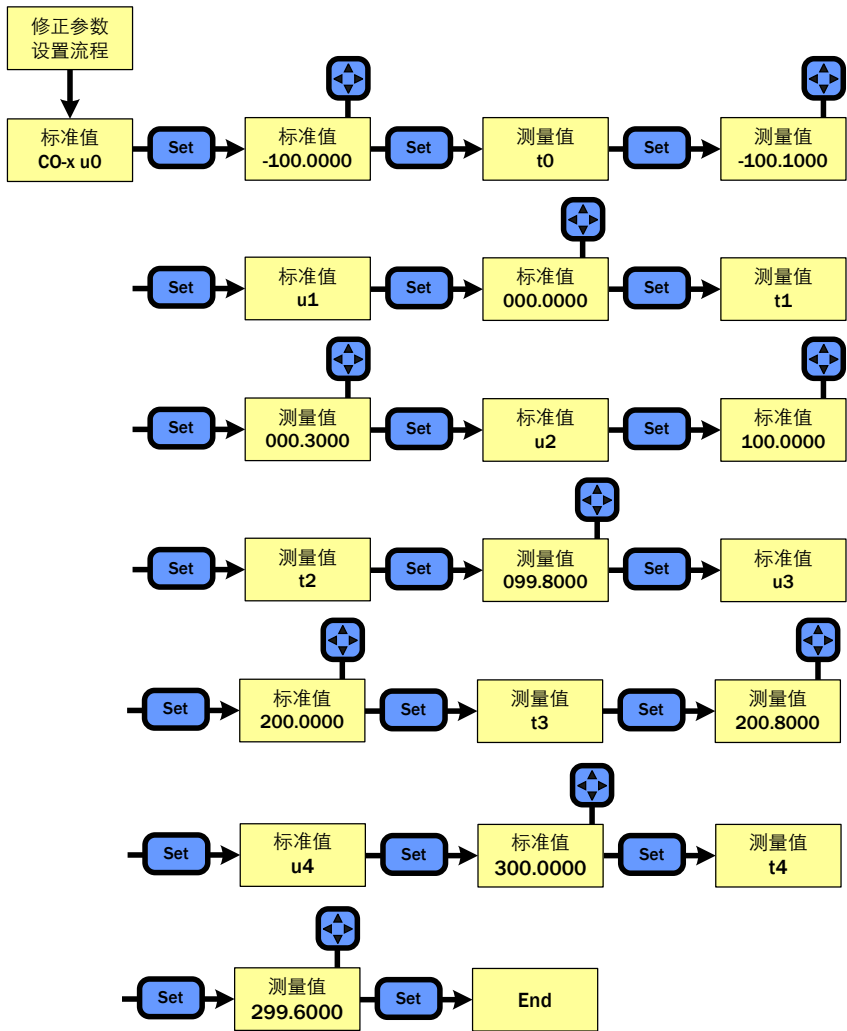 修正参数
设置流程
标准值
CO-x u0
Set
标准值
-100.0000
Set
测量值
t0
Set
测量值
-100.1000
Set
标准值
u1
Set
标准值
000.0000
Set
测量值
t1
Set
测量值
000.3000
Set
标准值
u2
Set
标准值
100.0000
Set
测量值
t2
Set
测量值
099.8000
Set
标准值
u3
Set
标准值
200.0000
Set
测量值
t3
Set
测量值
200.8000
Set
标准值
u4
Set
标准值
300.0000
Set
测量值
t4
Set
测量值
299.6000
Set
End